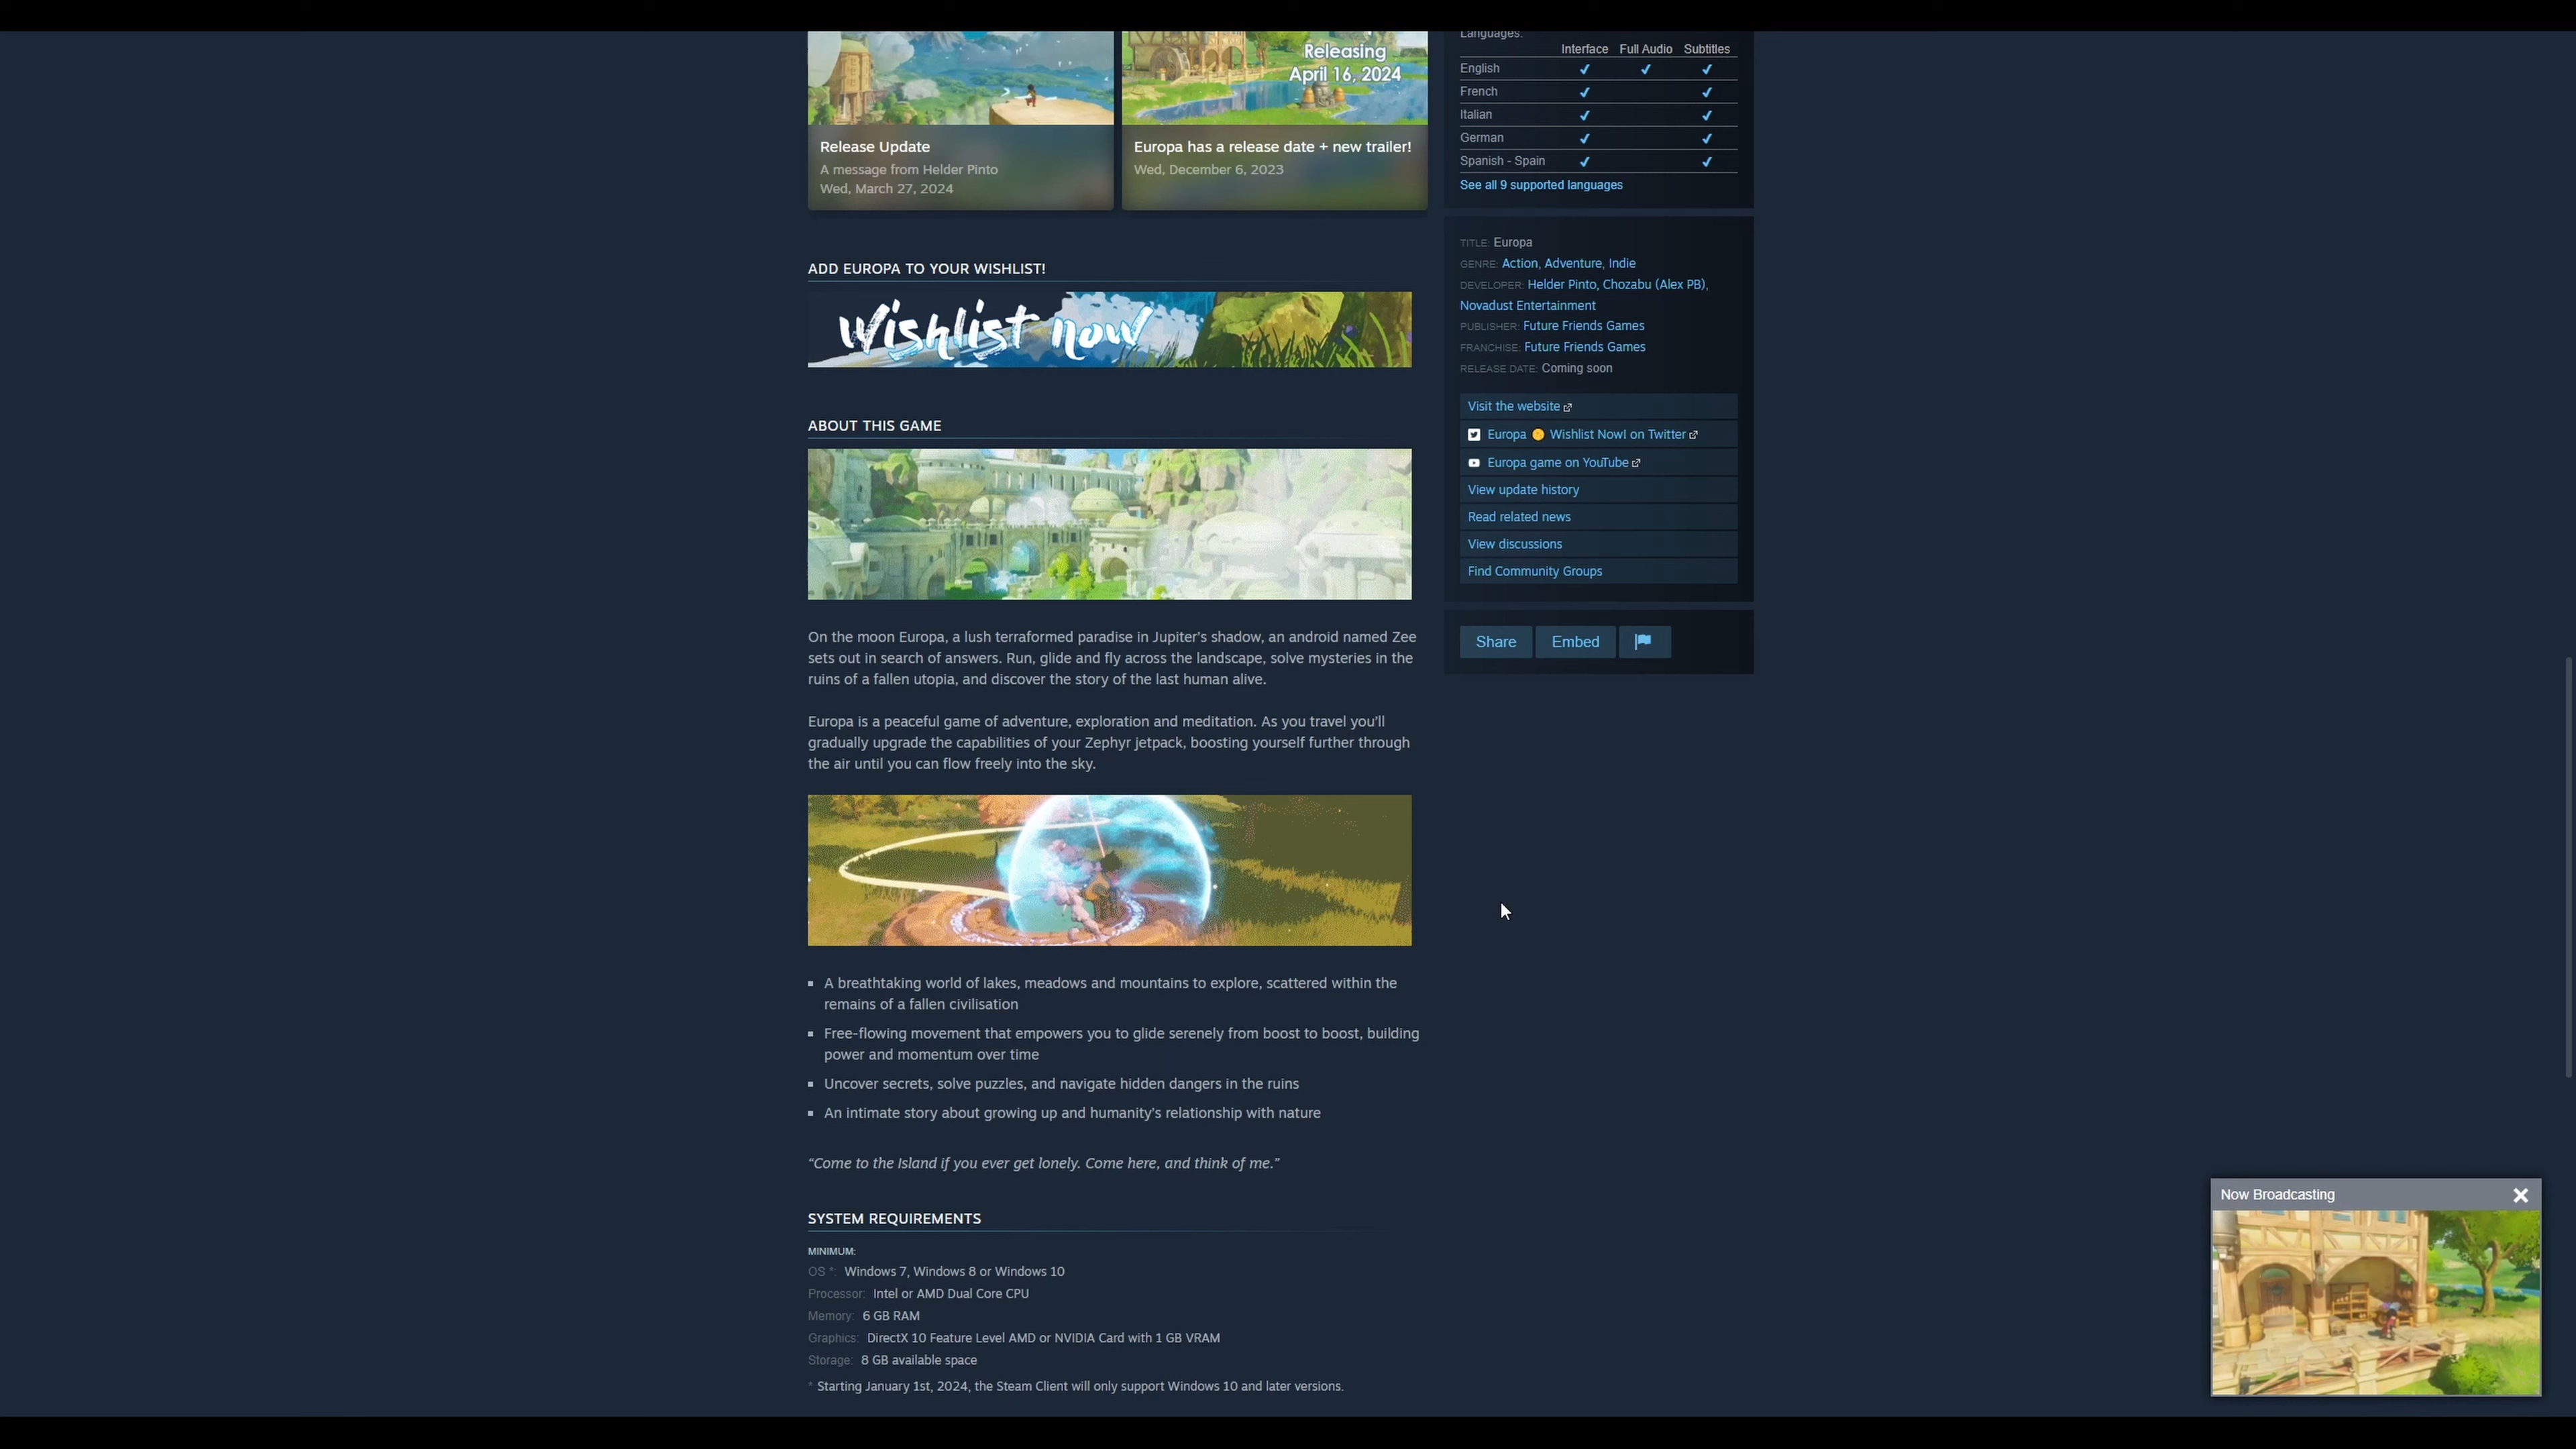 Releasing
April 16, 2024
Release Update
A message from Helder Pinto
Wed, March 27, 2024
Europa has a release date + new trailer!
Wed, December 6, 2023
ADD EUROPA TO YOUR WISHLIST!
Wishlist now
ABOUT THIS GAME
On the moon Europa, a lush terraformed paradise in Jupiter's shadow, an android named Zee
sets out in search of answers. Run, glide and fly across the landscape, solve mysteries in the
ruins of a fallen utopia, and discover the story of the last human alive.
Europa is a peaceful game of adventure, exploration and meditation. As you travel you'll
gradually upgrade the capabilities of your Zephyr jetpack, boosting yourself further through
the air until you can flow freely into the sky.
▪ A breathtaking world of lakes, meadows and mountains to explore, scattered within the
remains of a fallen civilisation
▪ Free-flowing movement that empowers you to glide serenely from boost to boost, building
power and momentum over time
▪ Uncover secrets, solve puzzles, and navigate hidden dangers in the ruins
▪ An intimate story about growing up and humanity's relationship with nature
“Come to the Island if you ever get lonely. Come here, and think of me.”
SYSTEM REQUIREMENTS
MINIMUM:
OS *: Windows 7, Windows 8 or Windows 10
Processor: Intel or AMD Dual Core CPU
Memory: 6 GB RAM
Graphics: DirectX 10 Feature Level AMD or NVIDIA Card with 1 GB VRAM
Storage: 8 GB available space
* Starting January 1st, 2024, the Steam Client will only support Windows 10 and later versions.
Languages:
Interface Full Audio Subtitles
English ✔ ✔ ✔
French ✔ ✔
Italian ✔ ✔
German ✔ ✔
Spanish - Spain ✔ ✔
See all 9 supported languages
TITLE: Europa
GENRE: Action, Adventure, Indie
DEVELOPER: Helder Pinto, Chozabu (Alex PB),
Novadust Entertainment
PUBLISHER: Future Friends Games
FRANCHISE: Future Friends Games
RELEASE DATE: Coming soon
Visit the website
Europa 🟡 Wishlist Now! on Twitter
Europa game on YouTube
View update history
Read related news
View discussions
Find Community Groups
Share Embed
Now Broadcasting